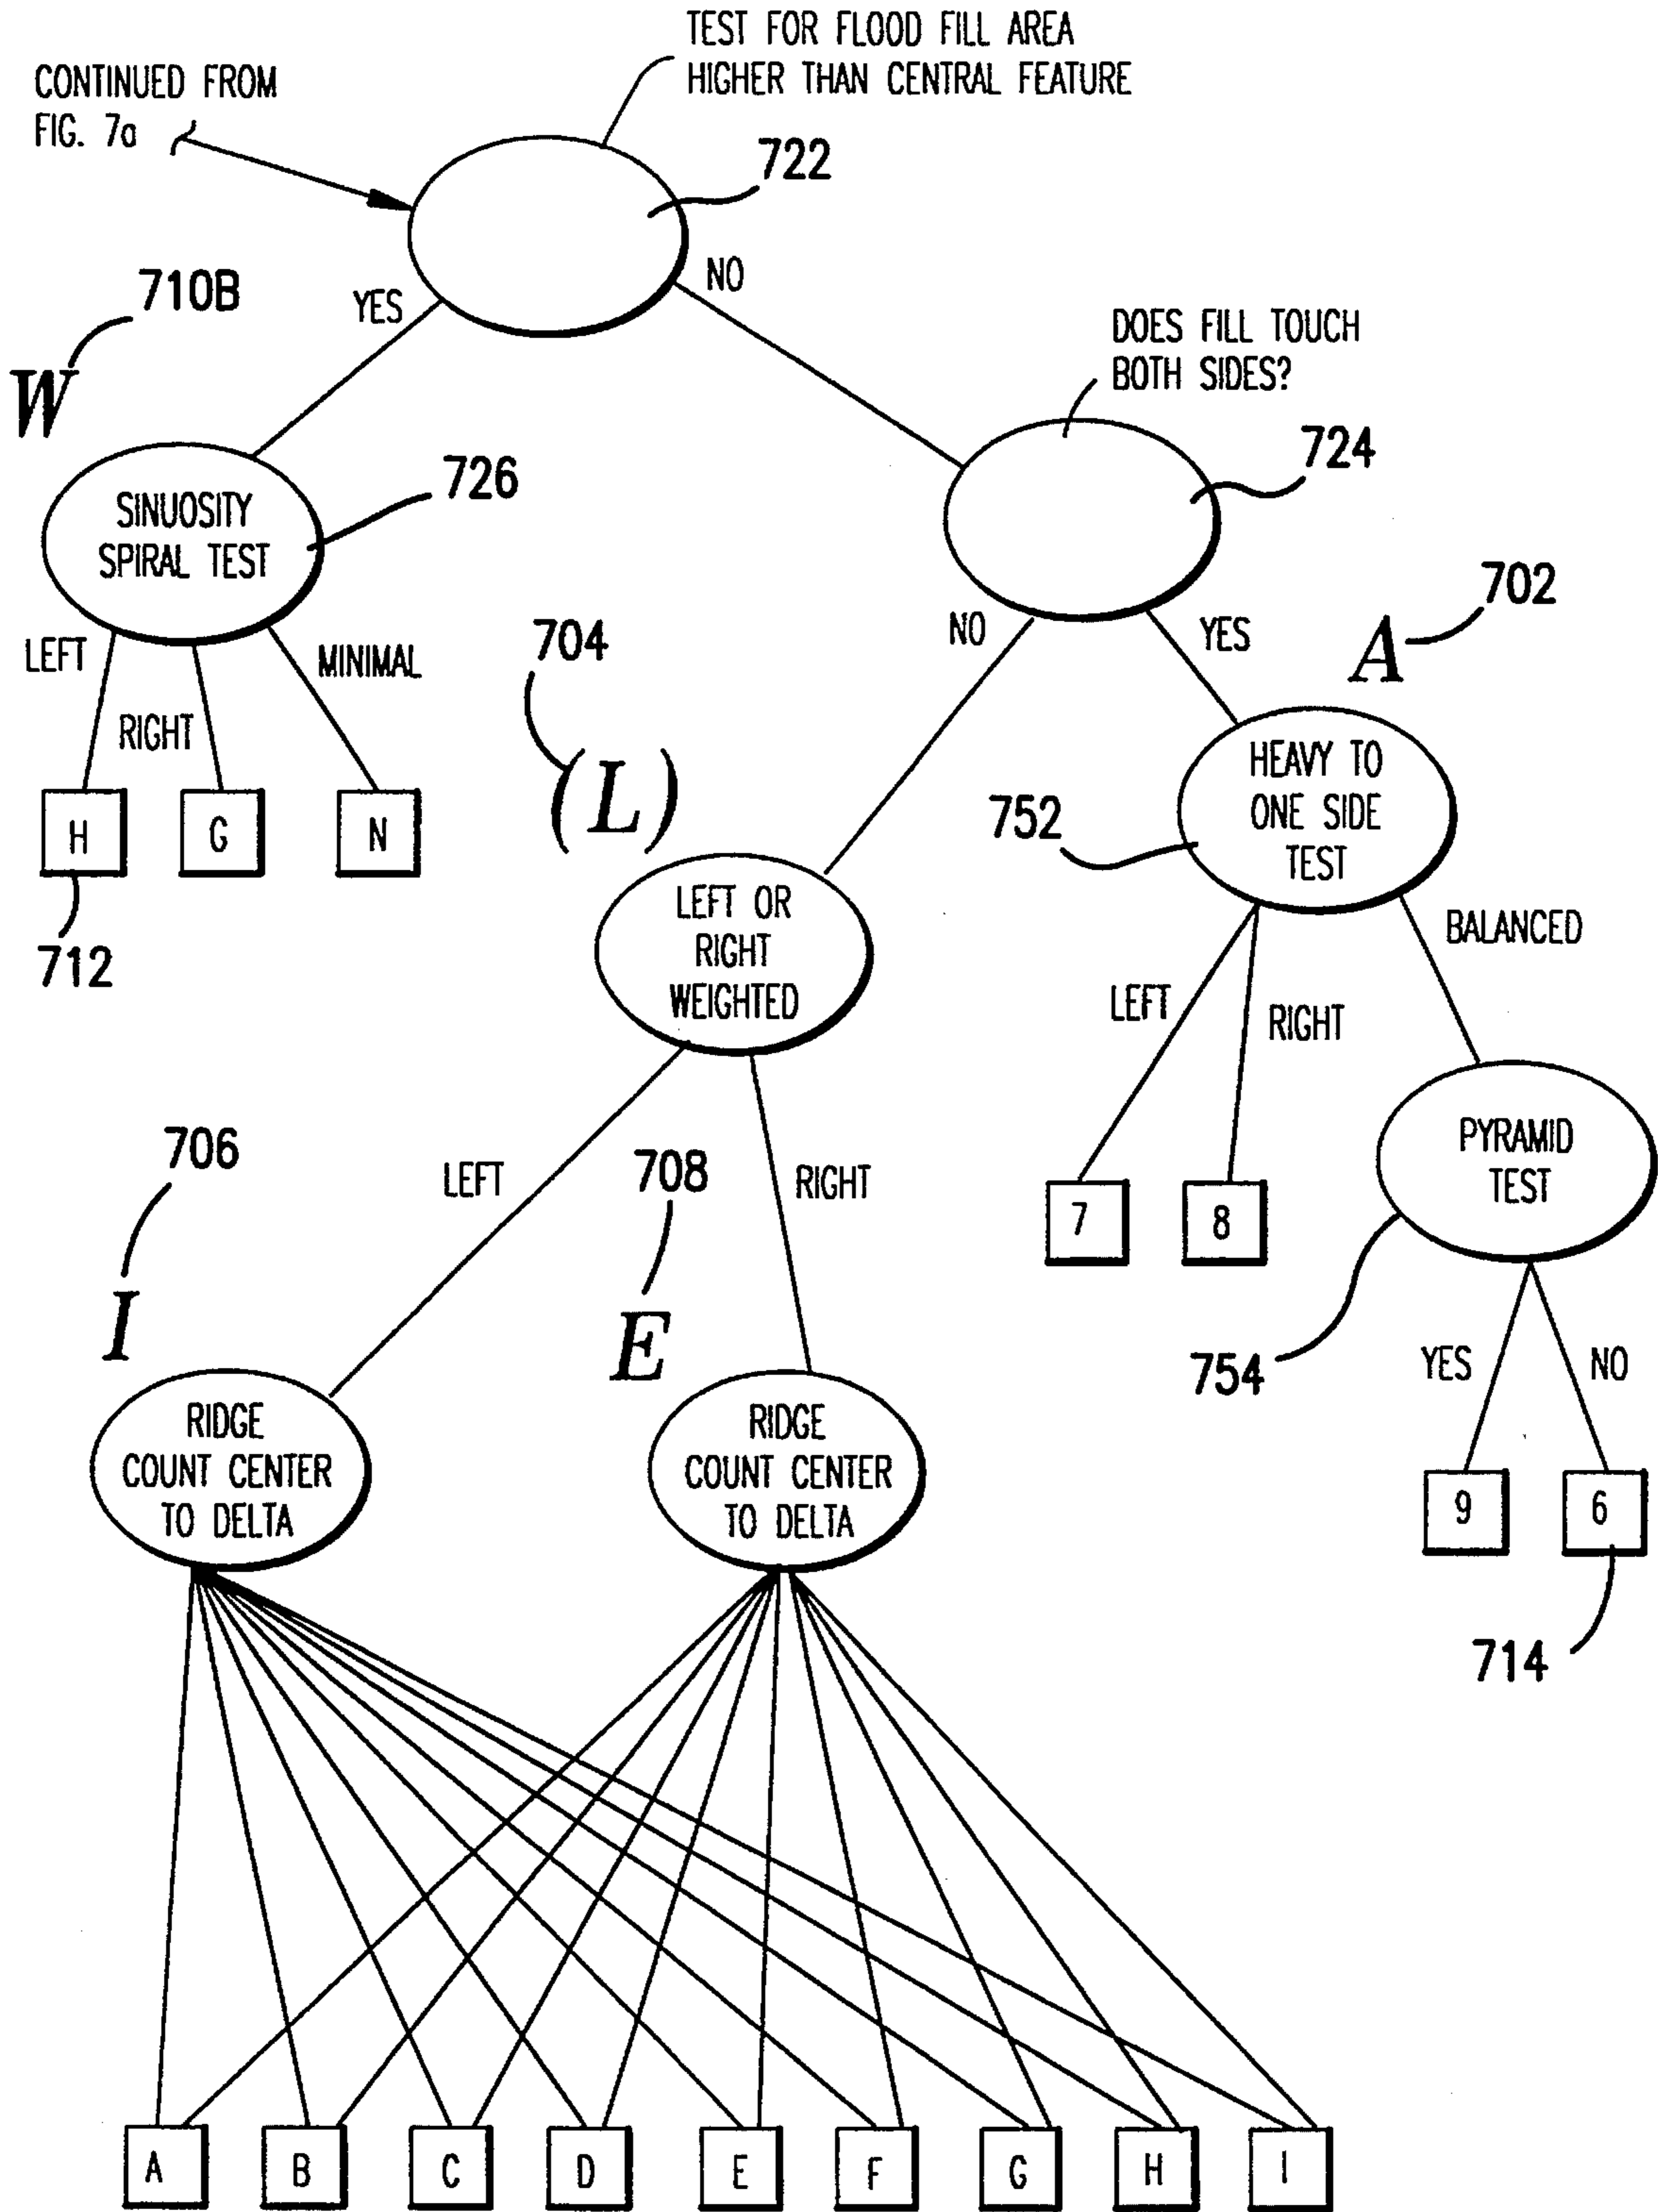 TEST FOR FLOOD FILL AREA
HIGHER THAN CENTRAL FEATURE
CONTINUED FROM
FIG. 7a
722
710B
YES
NO
W
DOES FILL TOUCH
BOTH SIDES?
724
SINUOSITY
SPIRAL TEST
726
702
A
LEFT
RIGHT
MINIMAL
704
(L)
NO
YES
H
G
N
712
HEAVY TO
ONE SIDE
TEST
752
LEFT OR
RIGHT
WEIGHTED
LEFT
RIGHT
BALANCED
706
I
LEFT
708
E
RIGHT
7
8
PYRAMID
TEST
754
YES
NO
RIDGE
COUNT CENTER
TO DELTA
RIDGE
COUNT CENTER
TO DELTA
9
6
714
A B C D E F G H I